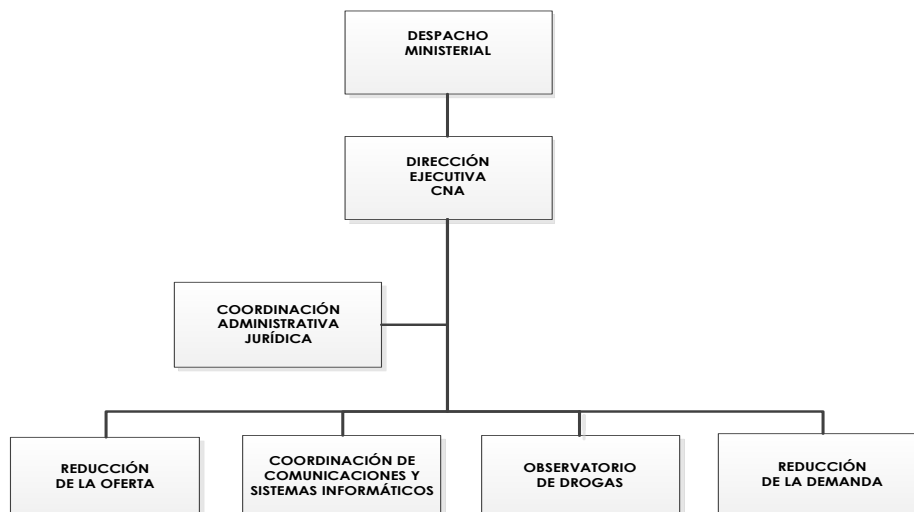 DESPACHO
MINISTERIAL
DIRECCIÓN
EJECUTIVA
CNA
COORDINACIÓN
ADMINISTRATIVA
JURÍDICA
REDUCCIÓN
DE LA OFERTA
COORDINACIÓN DE
COMUNICACIONES Y
SISTEMAS INFORMÁTICOS
OBSERVATORIO
DE DROGAS
REDUCCIÓN
DE LA DEMANDA